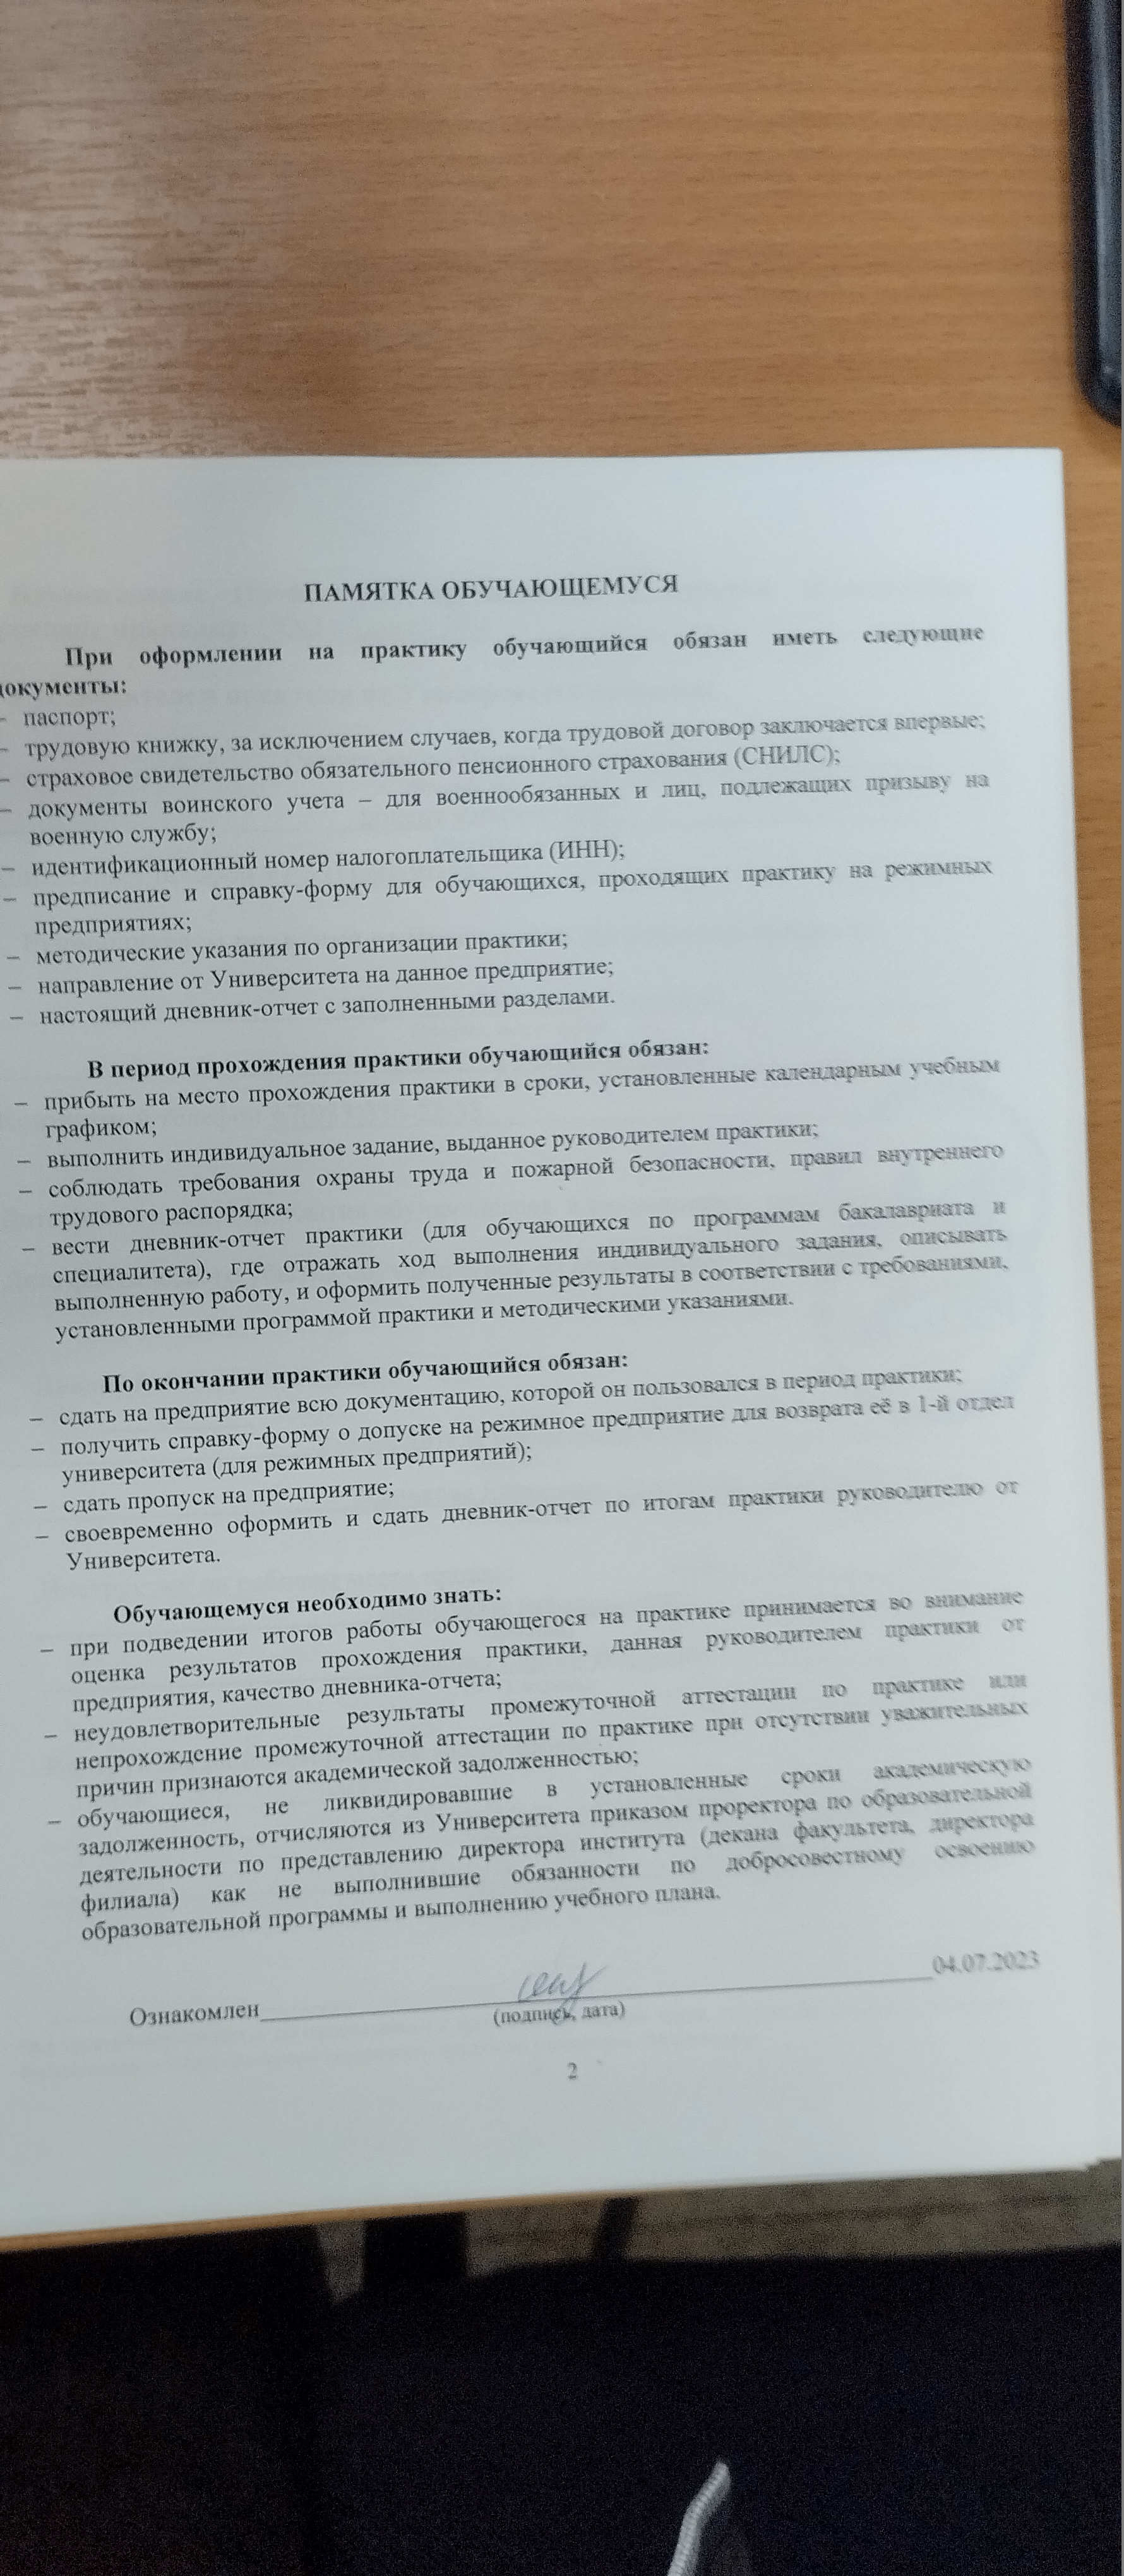 ПАМЯТКА ОБУЧАЮЩЕМУСЯ
При оформлении на практику обучающийся обязан иметь следующие
документы:
– паспорт;
– трудовую книжку, за исключением случаев, когда трудовой договор заключается впервые;
– страховое свидетельство обязательного пенсионного страхования (СНИЛС);
– документы воинского учета – для военнообязанных и лиц, подлежащих призыву на
военную службу;
– идентификационный номер налогоплательщика (ИНН);
– предписание и справку-форму для обучающихся, проходящих практику на режимных
предприятиях;
– методические указания по организации практики;
– направление от Университета на данное предприятие;
– настоящий дневник-отчет с заполненными разделами.
В период прохождения практики обучающийся обязан:
– прибыть на место прохождения практики в сроки, установленные календарным учебным
графиком;
– выполнить индивидуальное задание, выданное руководителем практики;
– соблюдать требования охраны труда и пожарной безопасности, правил внутреннего
трудового распорядка;
– вести дневник-отчет практики (для обучающихся по программам бакалавриата и
специалитета), где отражать ход выполнения индивидуального задания, описывать
выполненную работу, и оформить полученные результаты в соответствии с требованиями,
установленными программой практики и методическими указаниями.
По окончании практики обучающийся обязан:
– сдать на предприятие всю документацию, которой он пользовался в период практики;
– получить справку-форму о допуске на режимное предприятие для возврата её в 1-й отдел
университета (для режимных предприятий);
– сдать пропуск на предприятие;
– своевременно оформить и сдать дневник-отчет по итогам практики руководителю от
Университета.
Обучающемуся необходимо знать:
– при подведении итогов работы обучающегося на практике принимается во внимание
оценка результатов прохождения практики, данная руководителем практики от
предприятия, качество дневника-отчета;
– неудовлетворительные результаты промежуточной аттестации по практике или
непрохождение промежуточной аттестации по практике при отсутствии уважительных
причин признаются академической задолженностью;
– обучающиеся, не ликвидировавшие в установленные сроки академическую
задолженность, отчисляются из Университета приказом проректора по образовательной
деятельности по представлению директора института (декана факультета, директора
филиала) как не выполнившие обязанности по добросовестному освоению
образовательной программы и выполнению учебного плана.
Ознакомлен 04.07.2023
(подпись, дата)
2